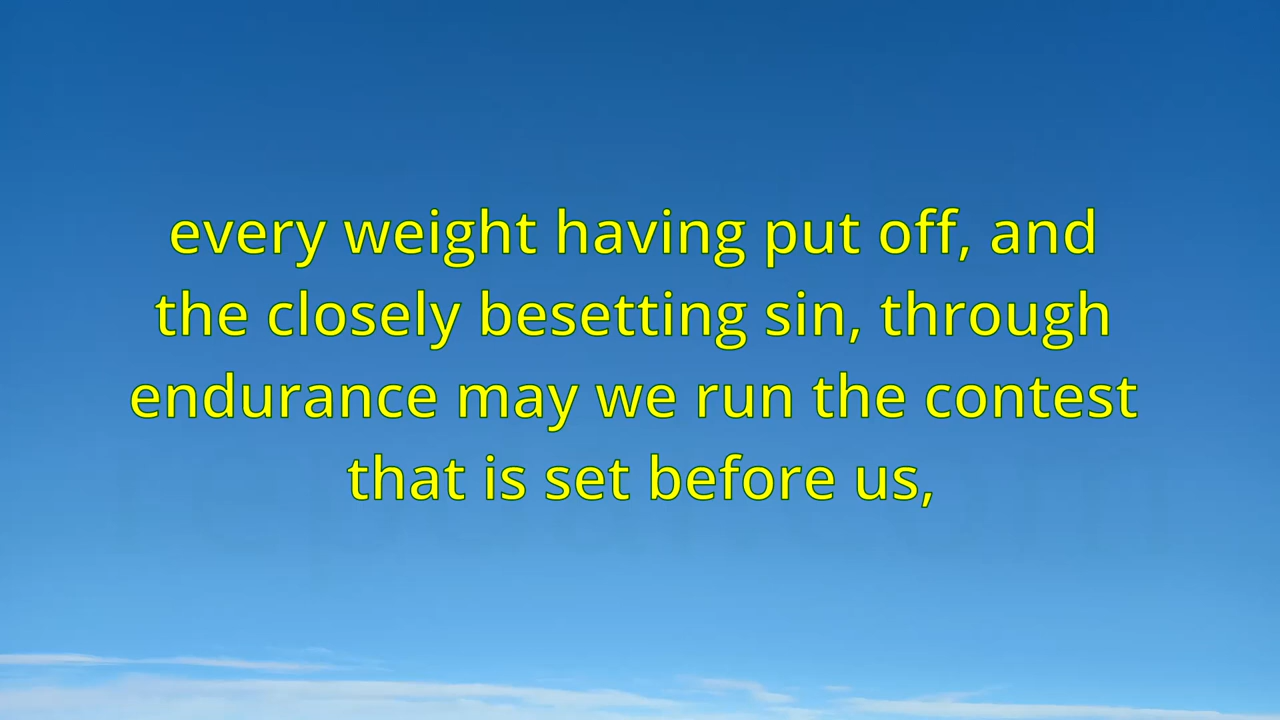 every weight having put off, and
the closely besetting sin, through
endurance may we run the contest
that is set before us,